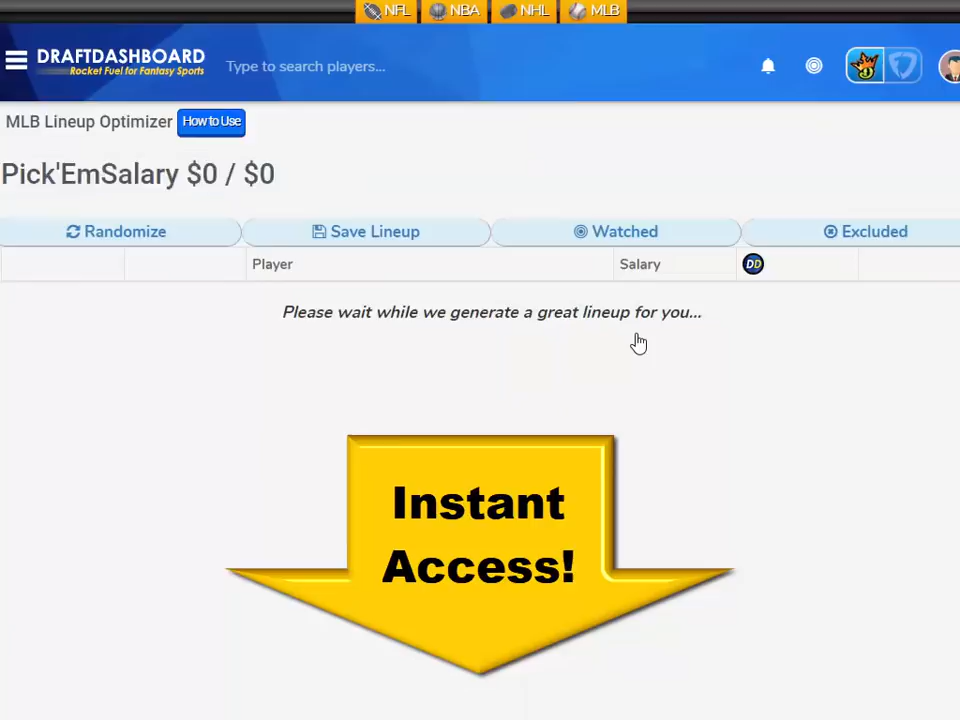 NFL NBA NHL MLB
DRAFTDASHBOARD
Rocket Fuel for Fantasy Sports
Type to search players...
MLB Lineup Optimizer How to Use
Pick'EmSalary $0 / $0
Randomize Save Lineup Watched Excluded
Player Salary DD
Please wait while we generate a great lineup for you...
Instant
Access!